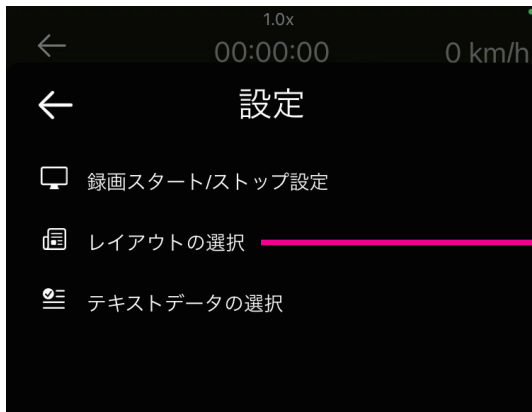 1.0x
00:00:00 0 km/h
設定
録画スタート/ストップ設定
レイアウトの選択
テキストデータの選択